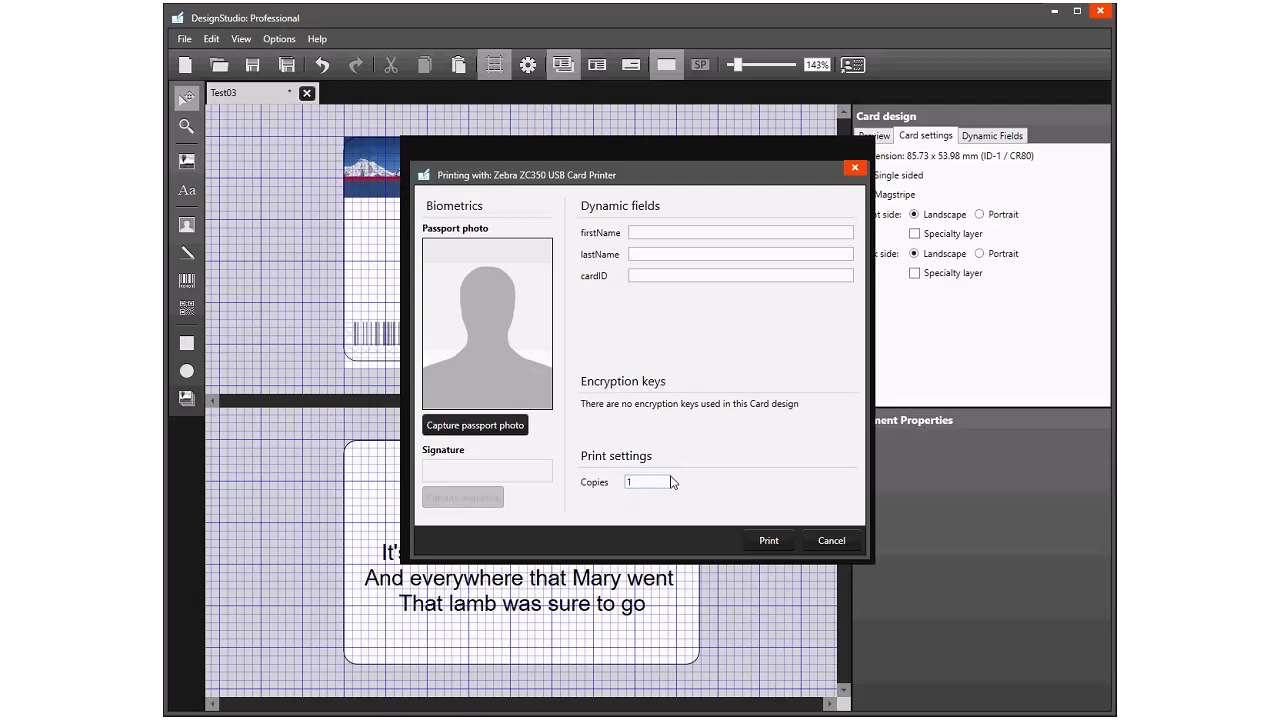 DesignStudio: Professional
File Edit View Options Help
SP 143%
Test03 *
Card design
view Card settings Dynamic Fields
ension: 85.73 x 53.98 mm (ID-1 / CR80)
Single sided
Magstripe
t side: Landscape Portrait
Specialty layer
k side: Landscape Portrait
Specialty layer
ment Properties
Printing with: Zebra ZC350 USB Card Printer
Biometrics
Passport photo
Capture passport photo
Signature
Dynamic fields
firstName
lastName
cardID
Encryption keys
There are no encryption keys used in this Card design
Print settings
Copies 1
Print Cancel
It's
And everywhere that Mary went
That lamb was sure to go